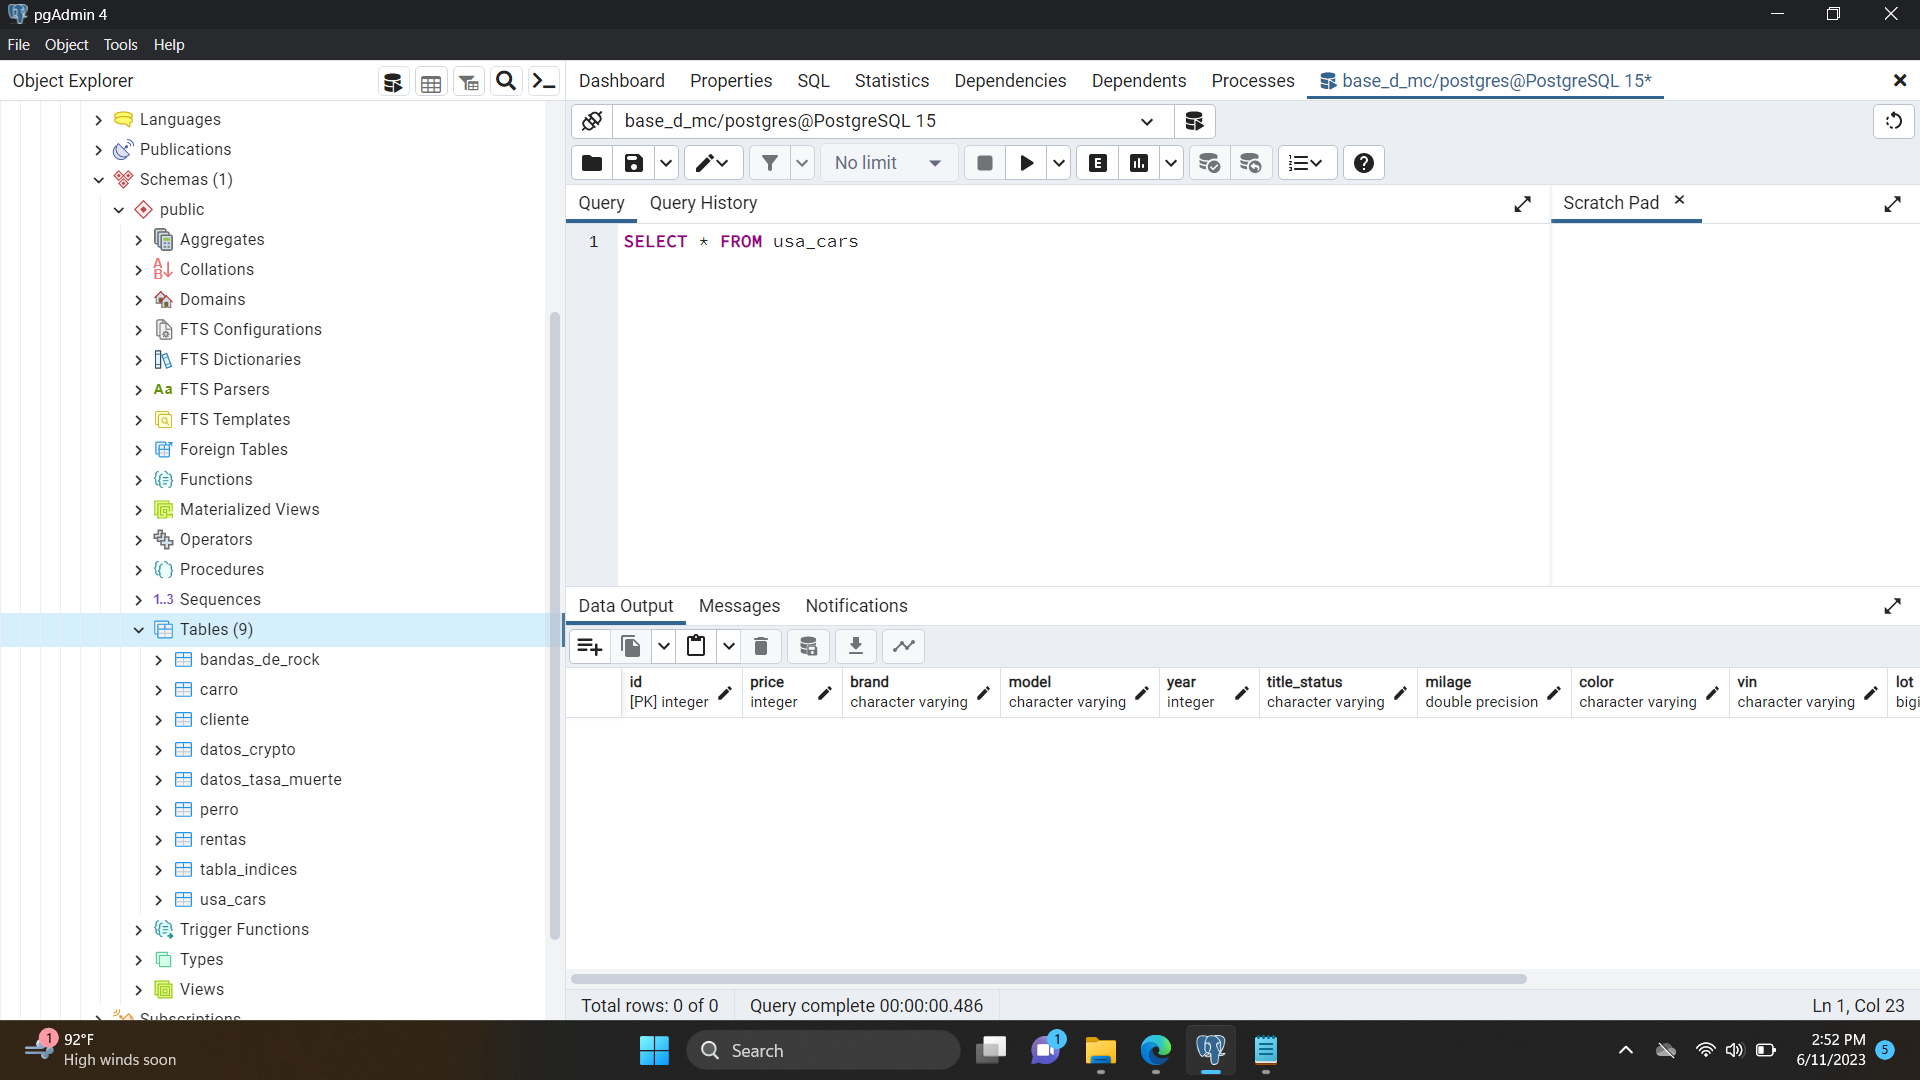 pgAdmin 4
File Object Tools Help
Object Explorer
Dashboard Properties SQL Statistics Dependencies Dependents Processes base_d_mc/postgres@PostgreSQL 15*
Languages
Publications
Schemas (1)
public
Aggregates
Collations
Domains
FTS Configurations
FTS Dictionaries
Aa FTS Parsers
FTS Templates
Foreign Tables
Functions
Materialized Views
Operators
Procedures
1..3 Sequences
Tables (9)
bandas_de_rock
carro
cliente
datos_crypto
datos_tasa_muerte
perro
rentas
tabla_indices
usa_cars
Trigger Functions
Types
Views
Subscriptions
base_d_mc/postgres@PostgreSQL 15
No limit
E
Query Query History
Scratch Pad
1 SELECT * FROM usa_cars
Data Output Messages Notifications
id price brand model year title_status milage color vin lot
[PK] integer integer character varying character varying integer character varying double precision character varying character varying bigi
Total rows: 0 of 0 Query complete 00:00:00.486 Ln 1, Col 23
1
92°F
High winds soon
Search
1
2:52 PM
6/11/2023
5